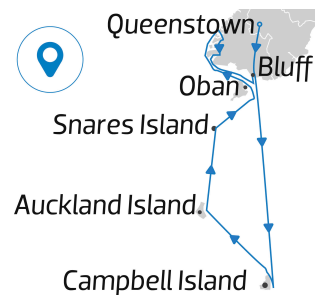 Queenstown
Bluff
Oban
Snares Island
Auckland Island
Campbell Island